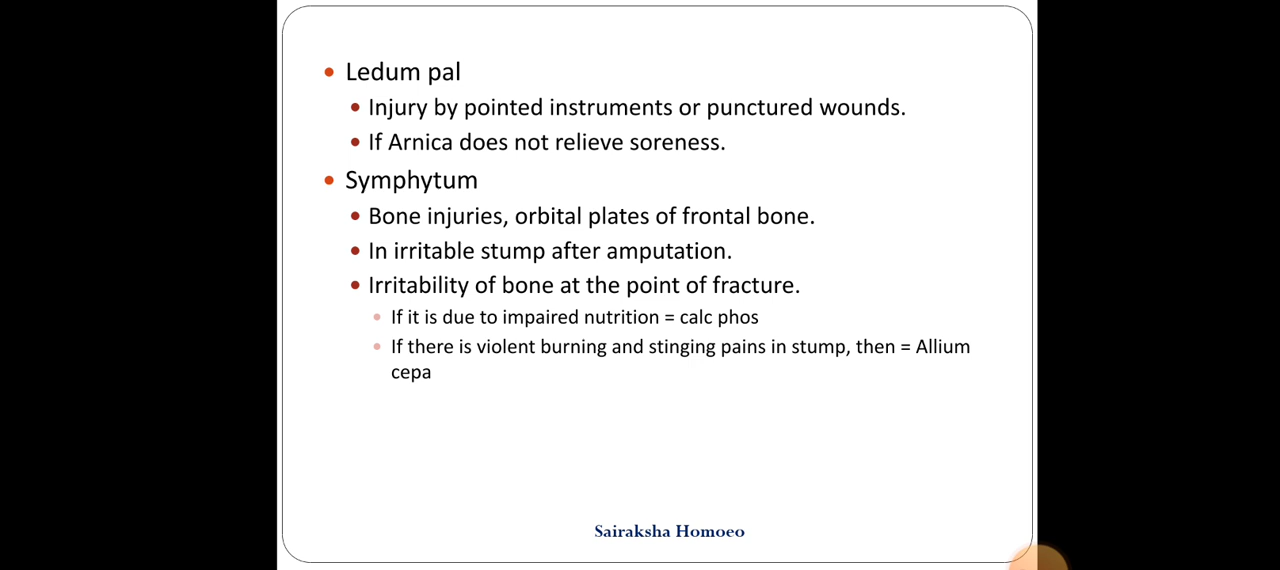 Ledum pal
Injury by pointed instruments or punctured wounds.
If Arnica does not relieve soreness.
Symphytum
Bone injuries, orbital plates of frontal bone.
In irritable stump after amputation.
Irritability of bone at the point of fracture.
If it is due to impaired nutrition = calc phos
If there is violent burning and stinging pains in stump, then = Allium
cepa
Sairaksha Homoeo